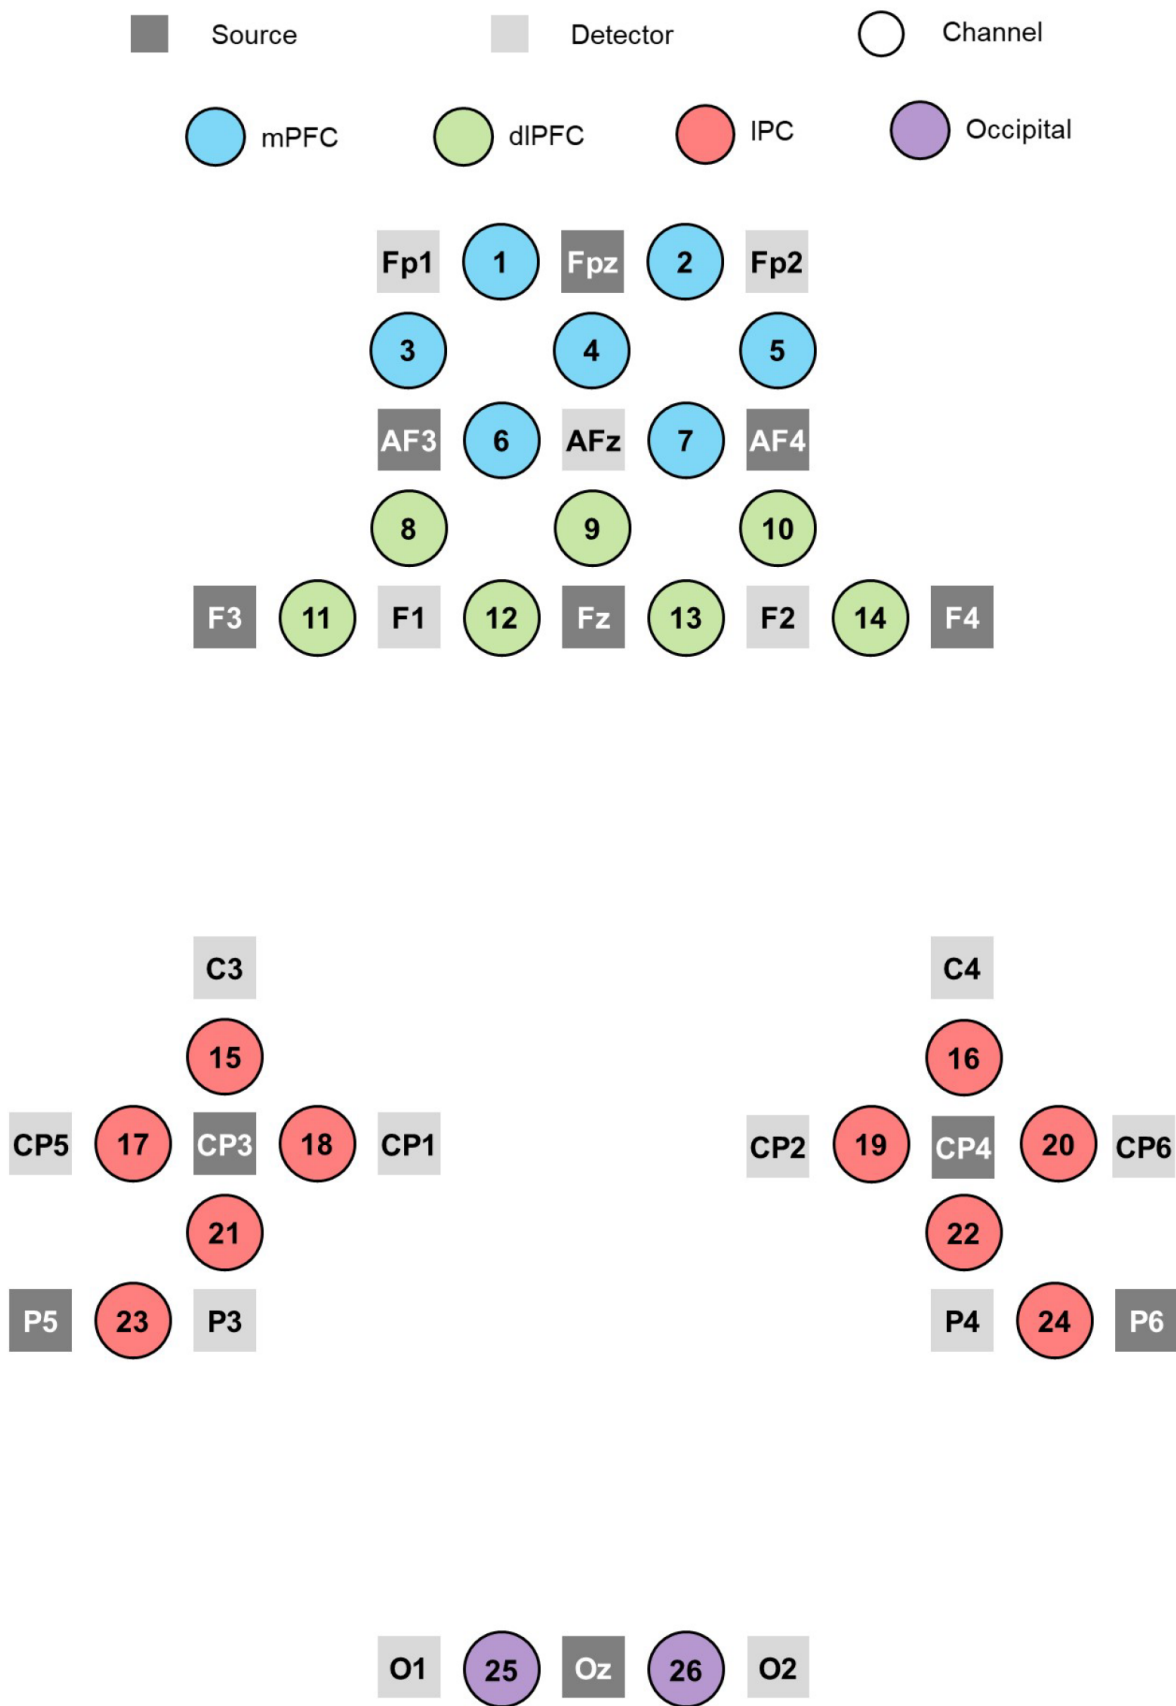 Source Detector Channel
mPFC dlPFC IPC Occipital
Fp1 1 Fpz 2 Fp2
3 4 5
AF3 6 AFz 7 AF4
8 9 10
F3 11 F1 12 Fz 13 F2 14 F4
C3 C4
15 16
CP5 17 CP3 18 CP1 CP2 19 CP4 20 CP6
21 22
P5 23 P3 P4 24 P6
O1 25 Oz 26 O2